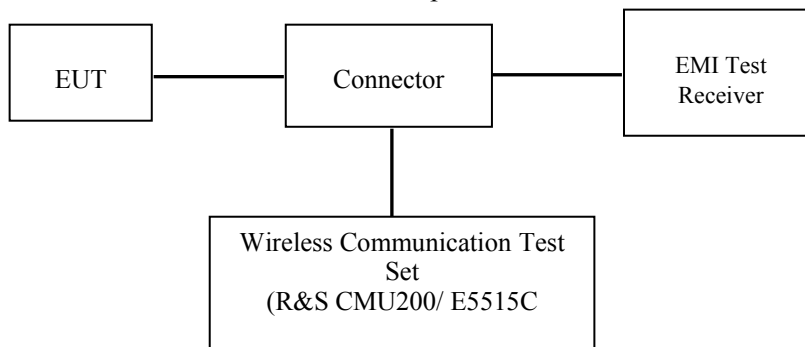 EUT
Connector
EMI Test
Receiver
Wireless Communication Test
Set
(R&S CMU200/ E5515C